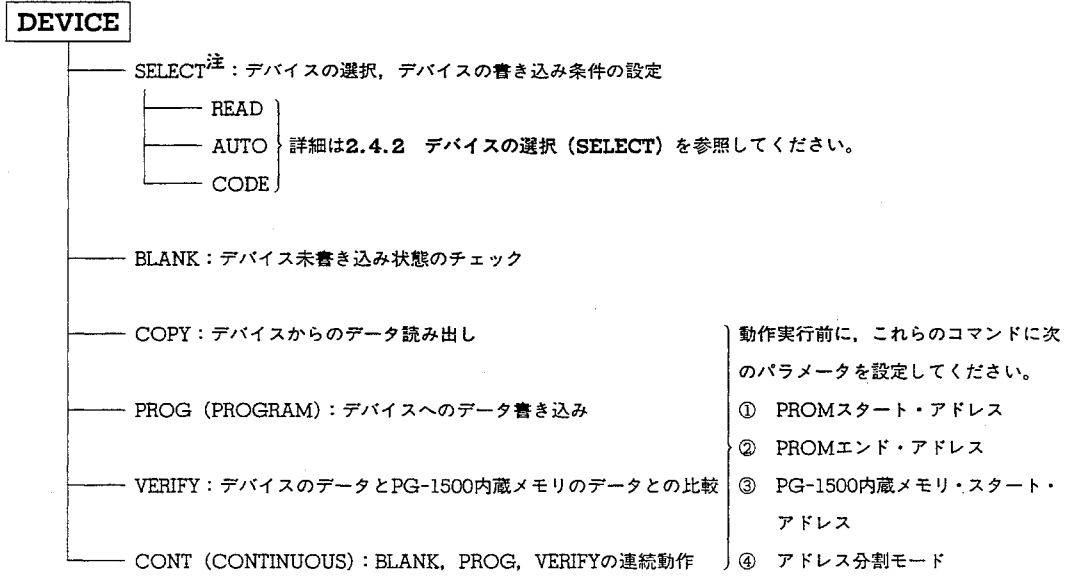 DEVICE
SELECT注：デバイスの選択，デバイスの書き込み条件の設定
READ
AUTO
詳細は2.4.2 デバイスの選択（SELECT）を参照してください。
CODE
BLANK：デバイス未書き込み状態のチェック
COPY：デバイスからのデータ読み出し
PROG（PROGRAM）：デバイスへのデータ書き込み
VERIFY：デバイスのデータとPG-1500内蔵メモリのデータとの比較
CONT（CONTINUOUS）：BLANK，PROG，VERIFYの連続動作
動作実行前に，これらのコマンドに次
のパラメータを設定してください。
① PROMスタート・アドレス
② PROMエンド・アドレス
③ PG-1500内蔵メモリ・スタート・
アドレス
④ アドレス分割モード